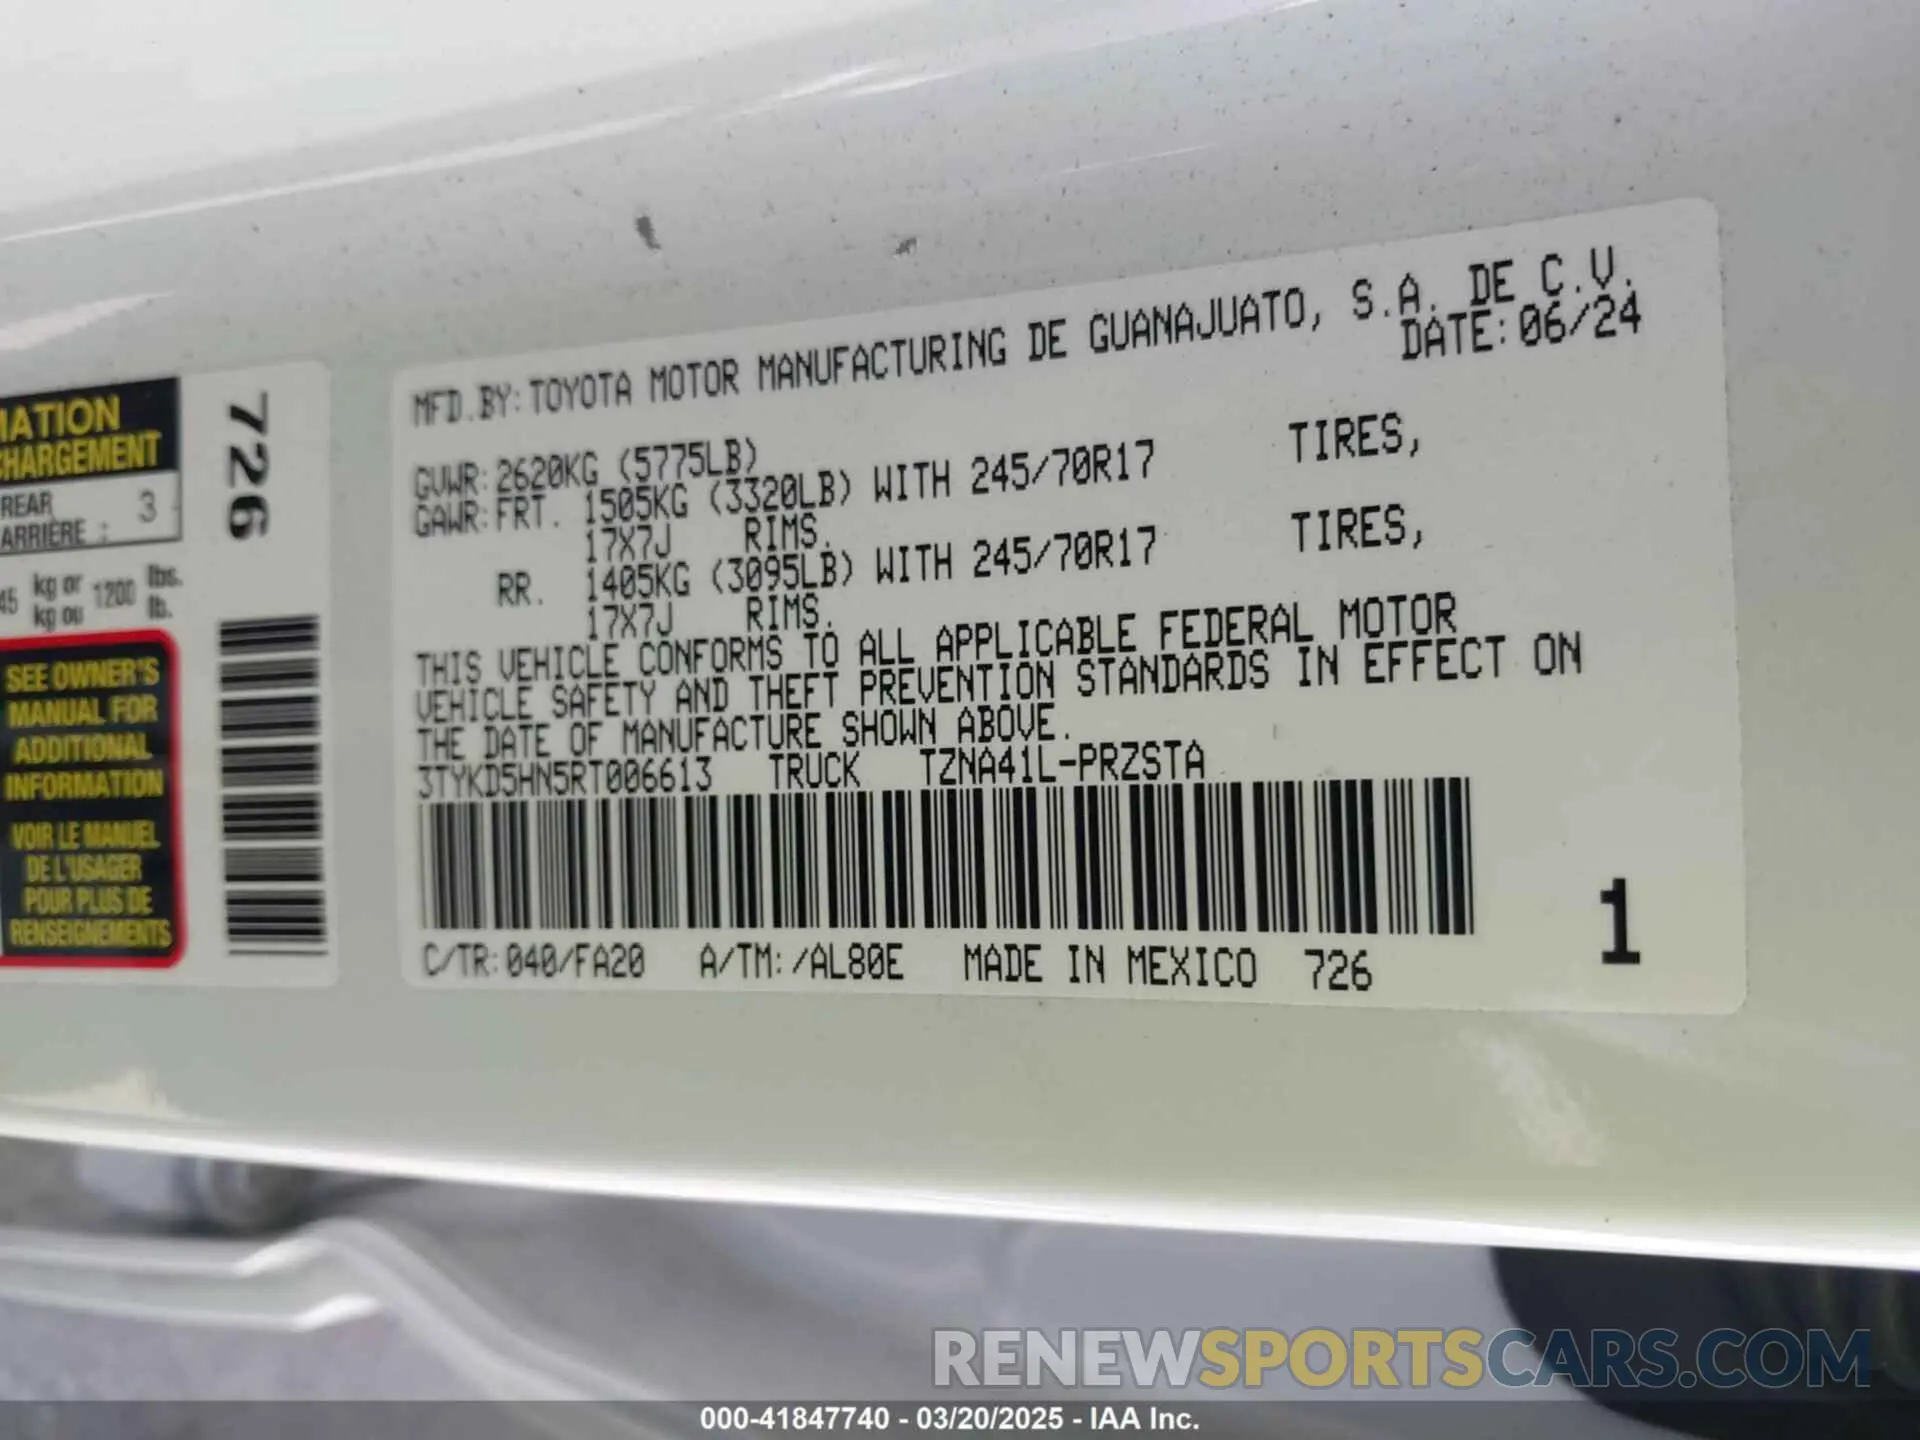 MATION
CHARGEMENT
REAR
ARRIÈRE : 3
45 kg or 1200 lbs.
kg ou lb.
SEE OWNER'S
MANUAL FOR
ADDITIONAL
INFORMATION
VOIR LE MANUEL
DE L'USAGER
POUR PLUS DE
RENSEIGNEMENTS
726
MFD.BY:TOYOTA MOTOR MANUFACTURING DE GUANAJUATO, S.A. DE C.V.
DATE:06/24
GVWR:2620KG (5775LB)
GAWR:FRT. 1505KG (3320LB) WITH 245/70R17 TIRES,
17X7J RIMS.
RR. 1405KG (3095LB) WITH 245/70R17 TIRES,
17X7J RIMS.
THIS VEHICLE CONFORMS TO ALL APPLICABLE FEDERAL MOTOR
VEHICLE SAFETY AND THEFT PREVENTION STANDARDS IN EFFECT ON
THE DATE OF MANUFACTURE SHOWN ABOVE.
3TYKD5HN5RT006613 TRUCK TZNA41L-PRZSTA
C/TR:040/FA20 A/TM:/AL80E MADE IN MEXICO 726
1
RENEWSPORTSCARS.COM
000-41847740 - 03/20/2025 - IAA Inc.